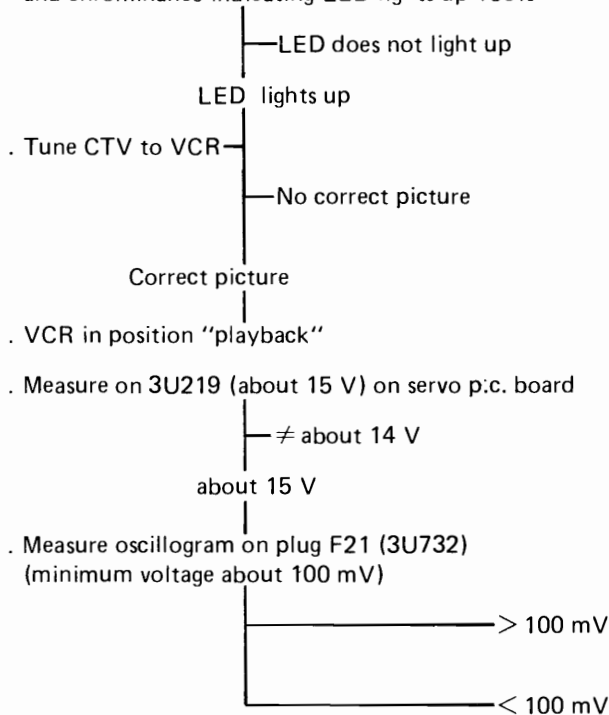 LED does not light up
LED lights up
. Tune CTV to VCR
No correct picture
Correct picture
. VCR in position "playback"
. Measure on 3U219 (about 15 V) on servo p.c. board
≠ about 14 V
about 15 V
. Measure oscillogram on plug F21 (3U732)
(minimum voltage about 100 mV)
> 100 mV
< 100 mV